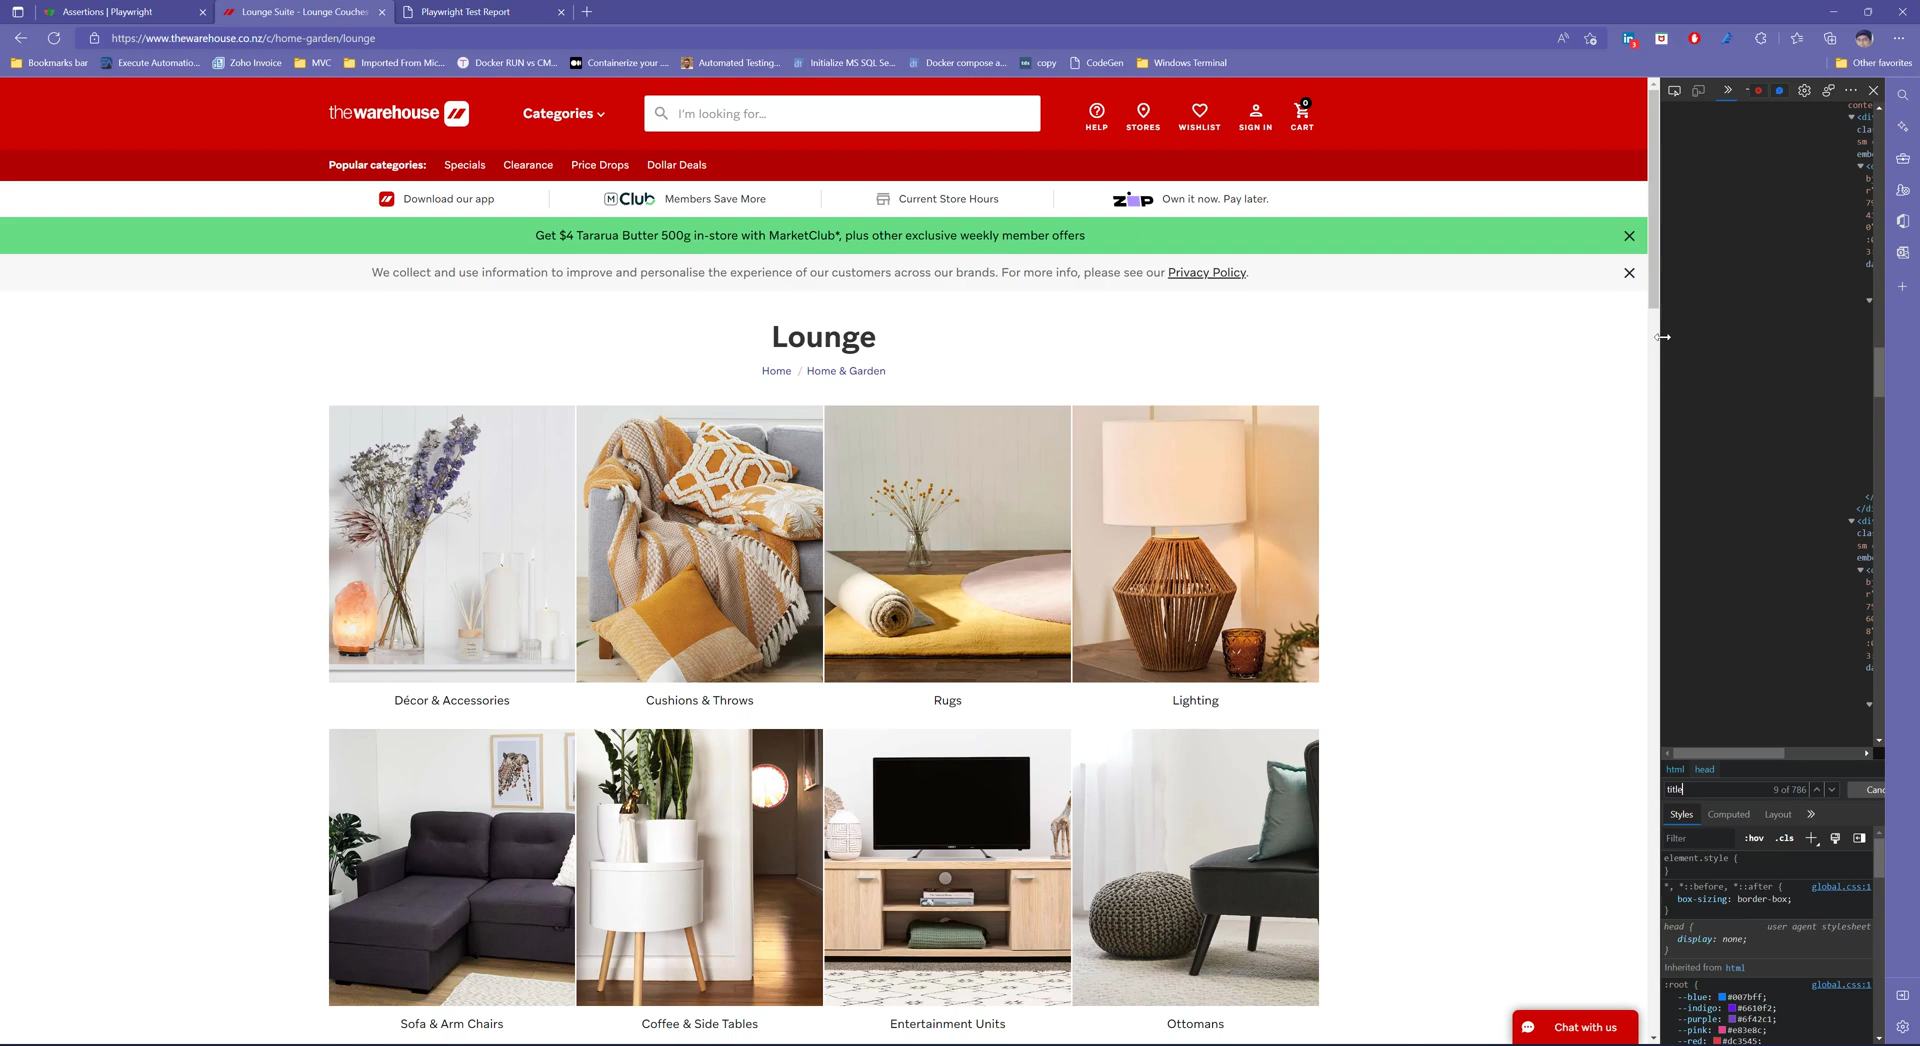 Assertions | Playwright
Lounge Suite - Lounge Couches
Playwright Test Report
https://www.thewarehouse.co.nz/c/home-garden/lounge
Bookmarks bar
Execute Automatio...
Zoho Invoice
MVC
Imported From Mic...
Docker RUN vs CM...
Containerize your ....
Automated Testing...
Initialize MS SQL Se...
Docker compose a...
copy
CodeGen
Windows Terminal
Other favorites
thewarehouse
Categories
I'm looking for...
HELP
STORES
WISHLIST
SIGN IN
0
CART
Popular categories:
Specials
Clearance
Price Drops
Dollar Deals
Download our app
M Club Members Save More
Current Store Hours
zip Own it now. Pay later.
Get $4 Tararua Butter 500g in-store with MarketClub*, plus other exclusive weekly member offers
We collect and use information to improve and personalise the experience of our customers across our brands. For more info, please see our Privacy Policy.
Lounge
Home / Home & Garden
Décor & Accessories
Cushions & Throws
Rugs
Lighting
Sofa & Arm Chairs
Coffee & Side Tables
Entertainment Units
Ottomans
Chat with us
html head
title
9 of 786
Canc
Styles
Computed
Layout
Filter
:hov
.cls
element.style {
}
*, *::before, *::after {
global.css:1
box-sizing: border-box;
}
head {
user agent stylesheet
display: none;
}
Inherited from html
:root {
global.css:1
--blue: #007bff;
--indigo: #6610f2;
--purple: #6f42c1;
--pink: #e83e8c;
--red: #dc3545;